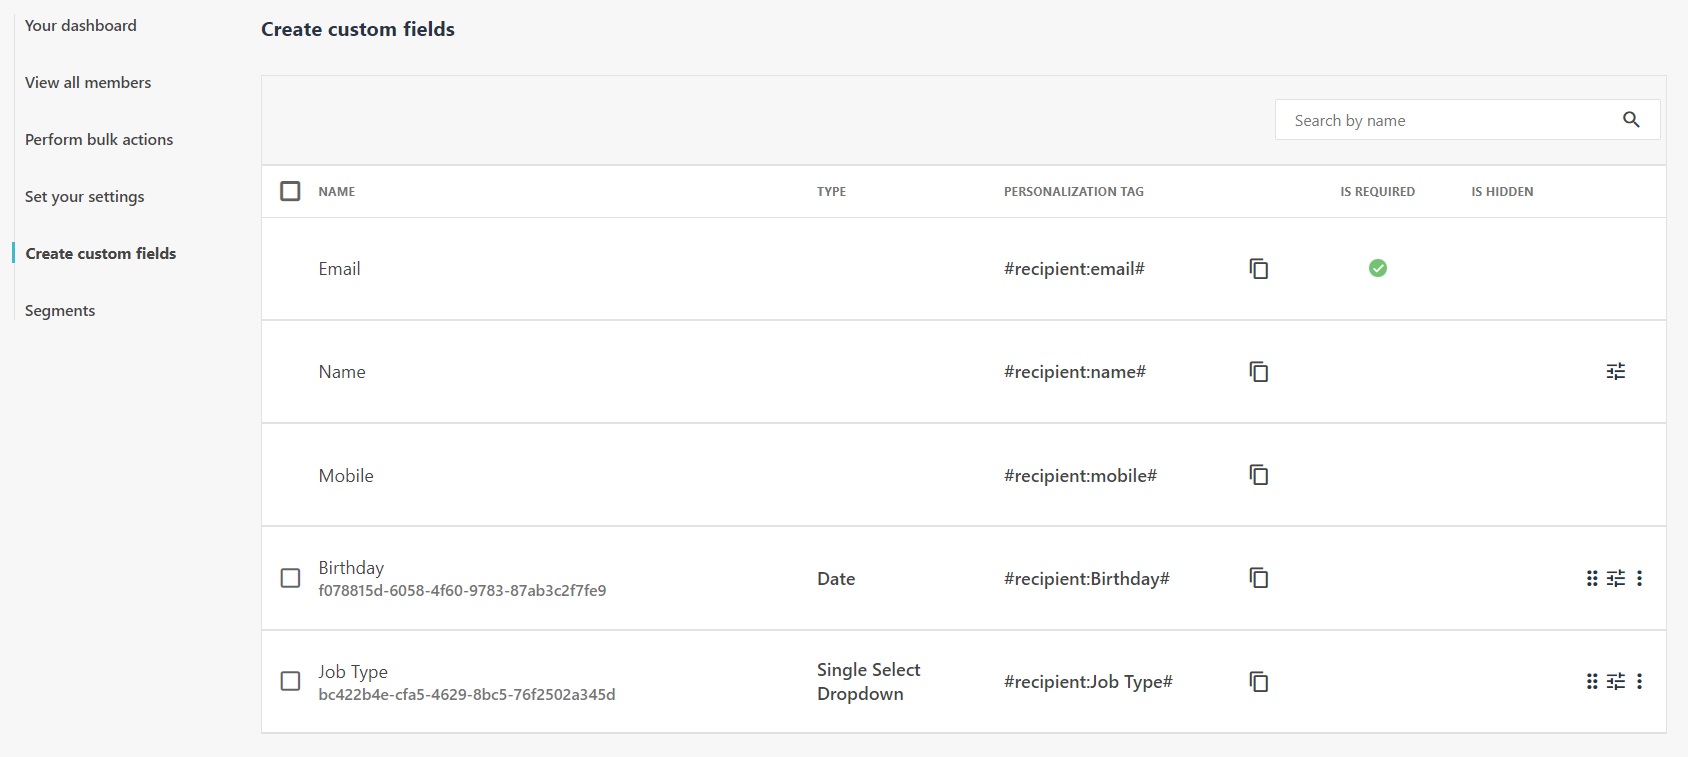 Your dashboard
View all members
Perform bulk actions
Set your settings
Create custom fields
Segments
Create custom fields
Search by name
NAME TYPE PERSONALIZATION TAG IS REQUIRED IS HIDDEN
Email #recipient:email#
Name #recipient:name#
Mobile #recipient:mobile#
Birthday
f078815d-6058-4f60-9783-87ab3c2f7fe9
Date #recipient:Birthday#
Job Type
bc422b4e-cfa5-4629-8bc5-76f2502a345d
Single Select
Dropdown
#recipient:Job Type#